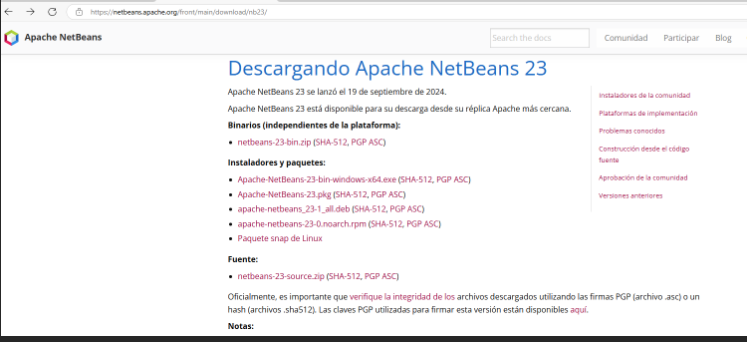 https://netbeans.apache.org/front/main/download/nb23/
Apache NetBeans
Search the docs
Comunidad
Participar
Blog
Descargando Apache NetBeans 23
Apache NetBeans 23 se lanzó el 19 de septiembre de 2024.
Apache NetBeans 23 está disponible para su descarga desde su réplica Apache más cercana.
Binarios (independientes de la plataforma):
netbeans-23-bin.zip (SHA-512, PGP ASC)
Instaladores y paquetes:
Apache-NetBeans-23-bin-windows-x64.exe (SHA-512, PGP ASC)
Apache-NetBeans-23.pkg (SHA-512, PGP ASC)
apache-netbeans_23-1_all.deb (SHA-512, PGP ASC)
apache-netbeans-23-0.noarch.rpm (SHA-512, PGP ASC)
Paquete snap de Linux
Fuente:
netbeans-23-source.zip (SHA-512, PGP ASC)
Oficialmente, es importante que verifique la integridad de los archivos descargados utilizando las firmas PGP (archivo .asc) o un
hash (archivos .sha512). Las claves PGP utilizadas para firmar esta versión están disponibles aquí.
Notas:
Instaladores de la comunidad
Plataformas de implementación
Problemas conocidos
Construcción desde el código
fuente
Aprobación de la comunidad
Versiones anteriores